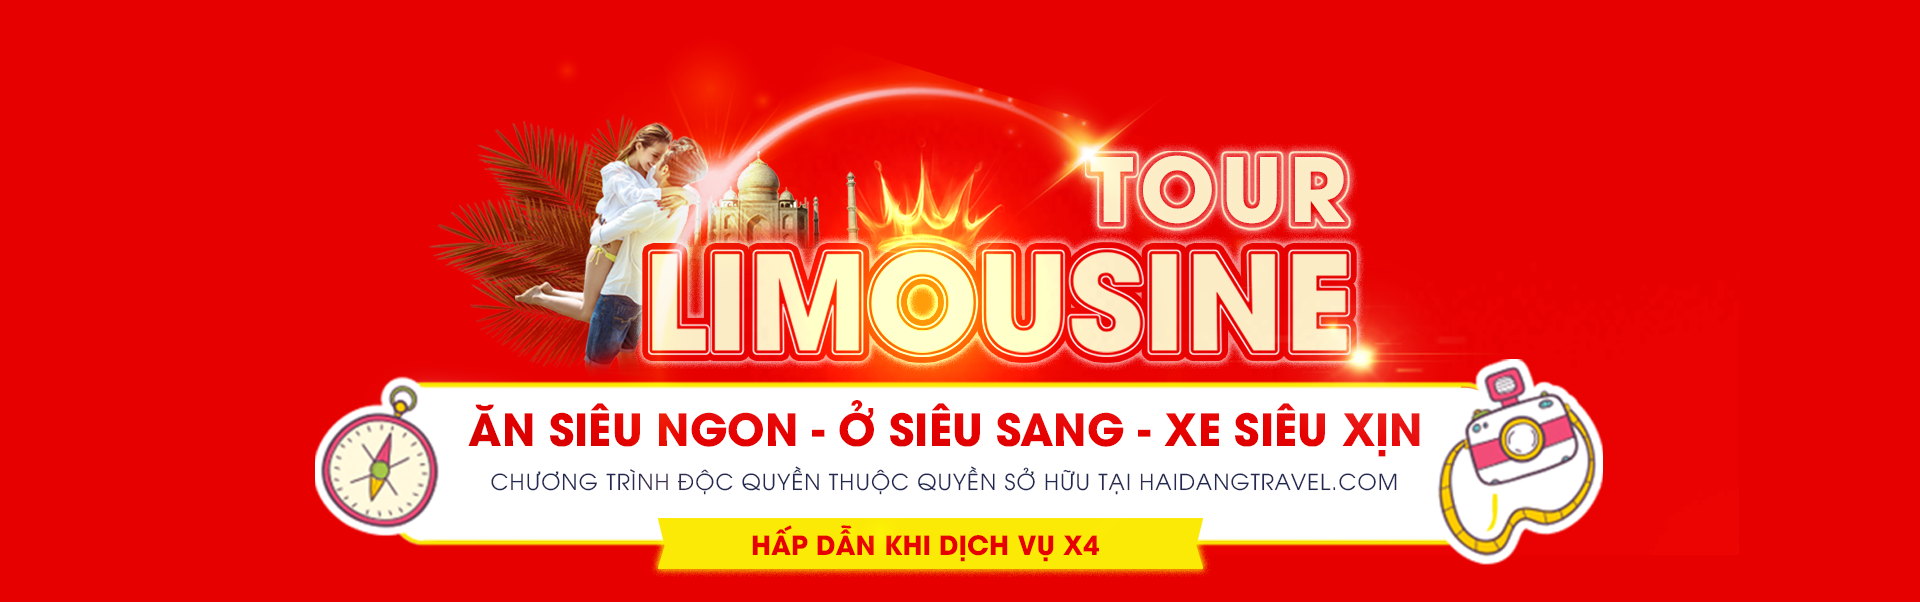 TOUR
LIMOUSINE
ĂN SIÊU NGON - Ở SIÊU SANG - XE SIÊU XỊN
CHƯƠNG TRÌNH ĐỘC QUYỀN THUỘC QUYỀN SỞ HỮU TẠI HAIDANGTRAVEL.COM
HẤP DẪN KHI DỊCH VỤ X4